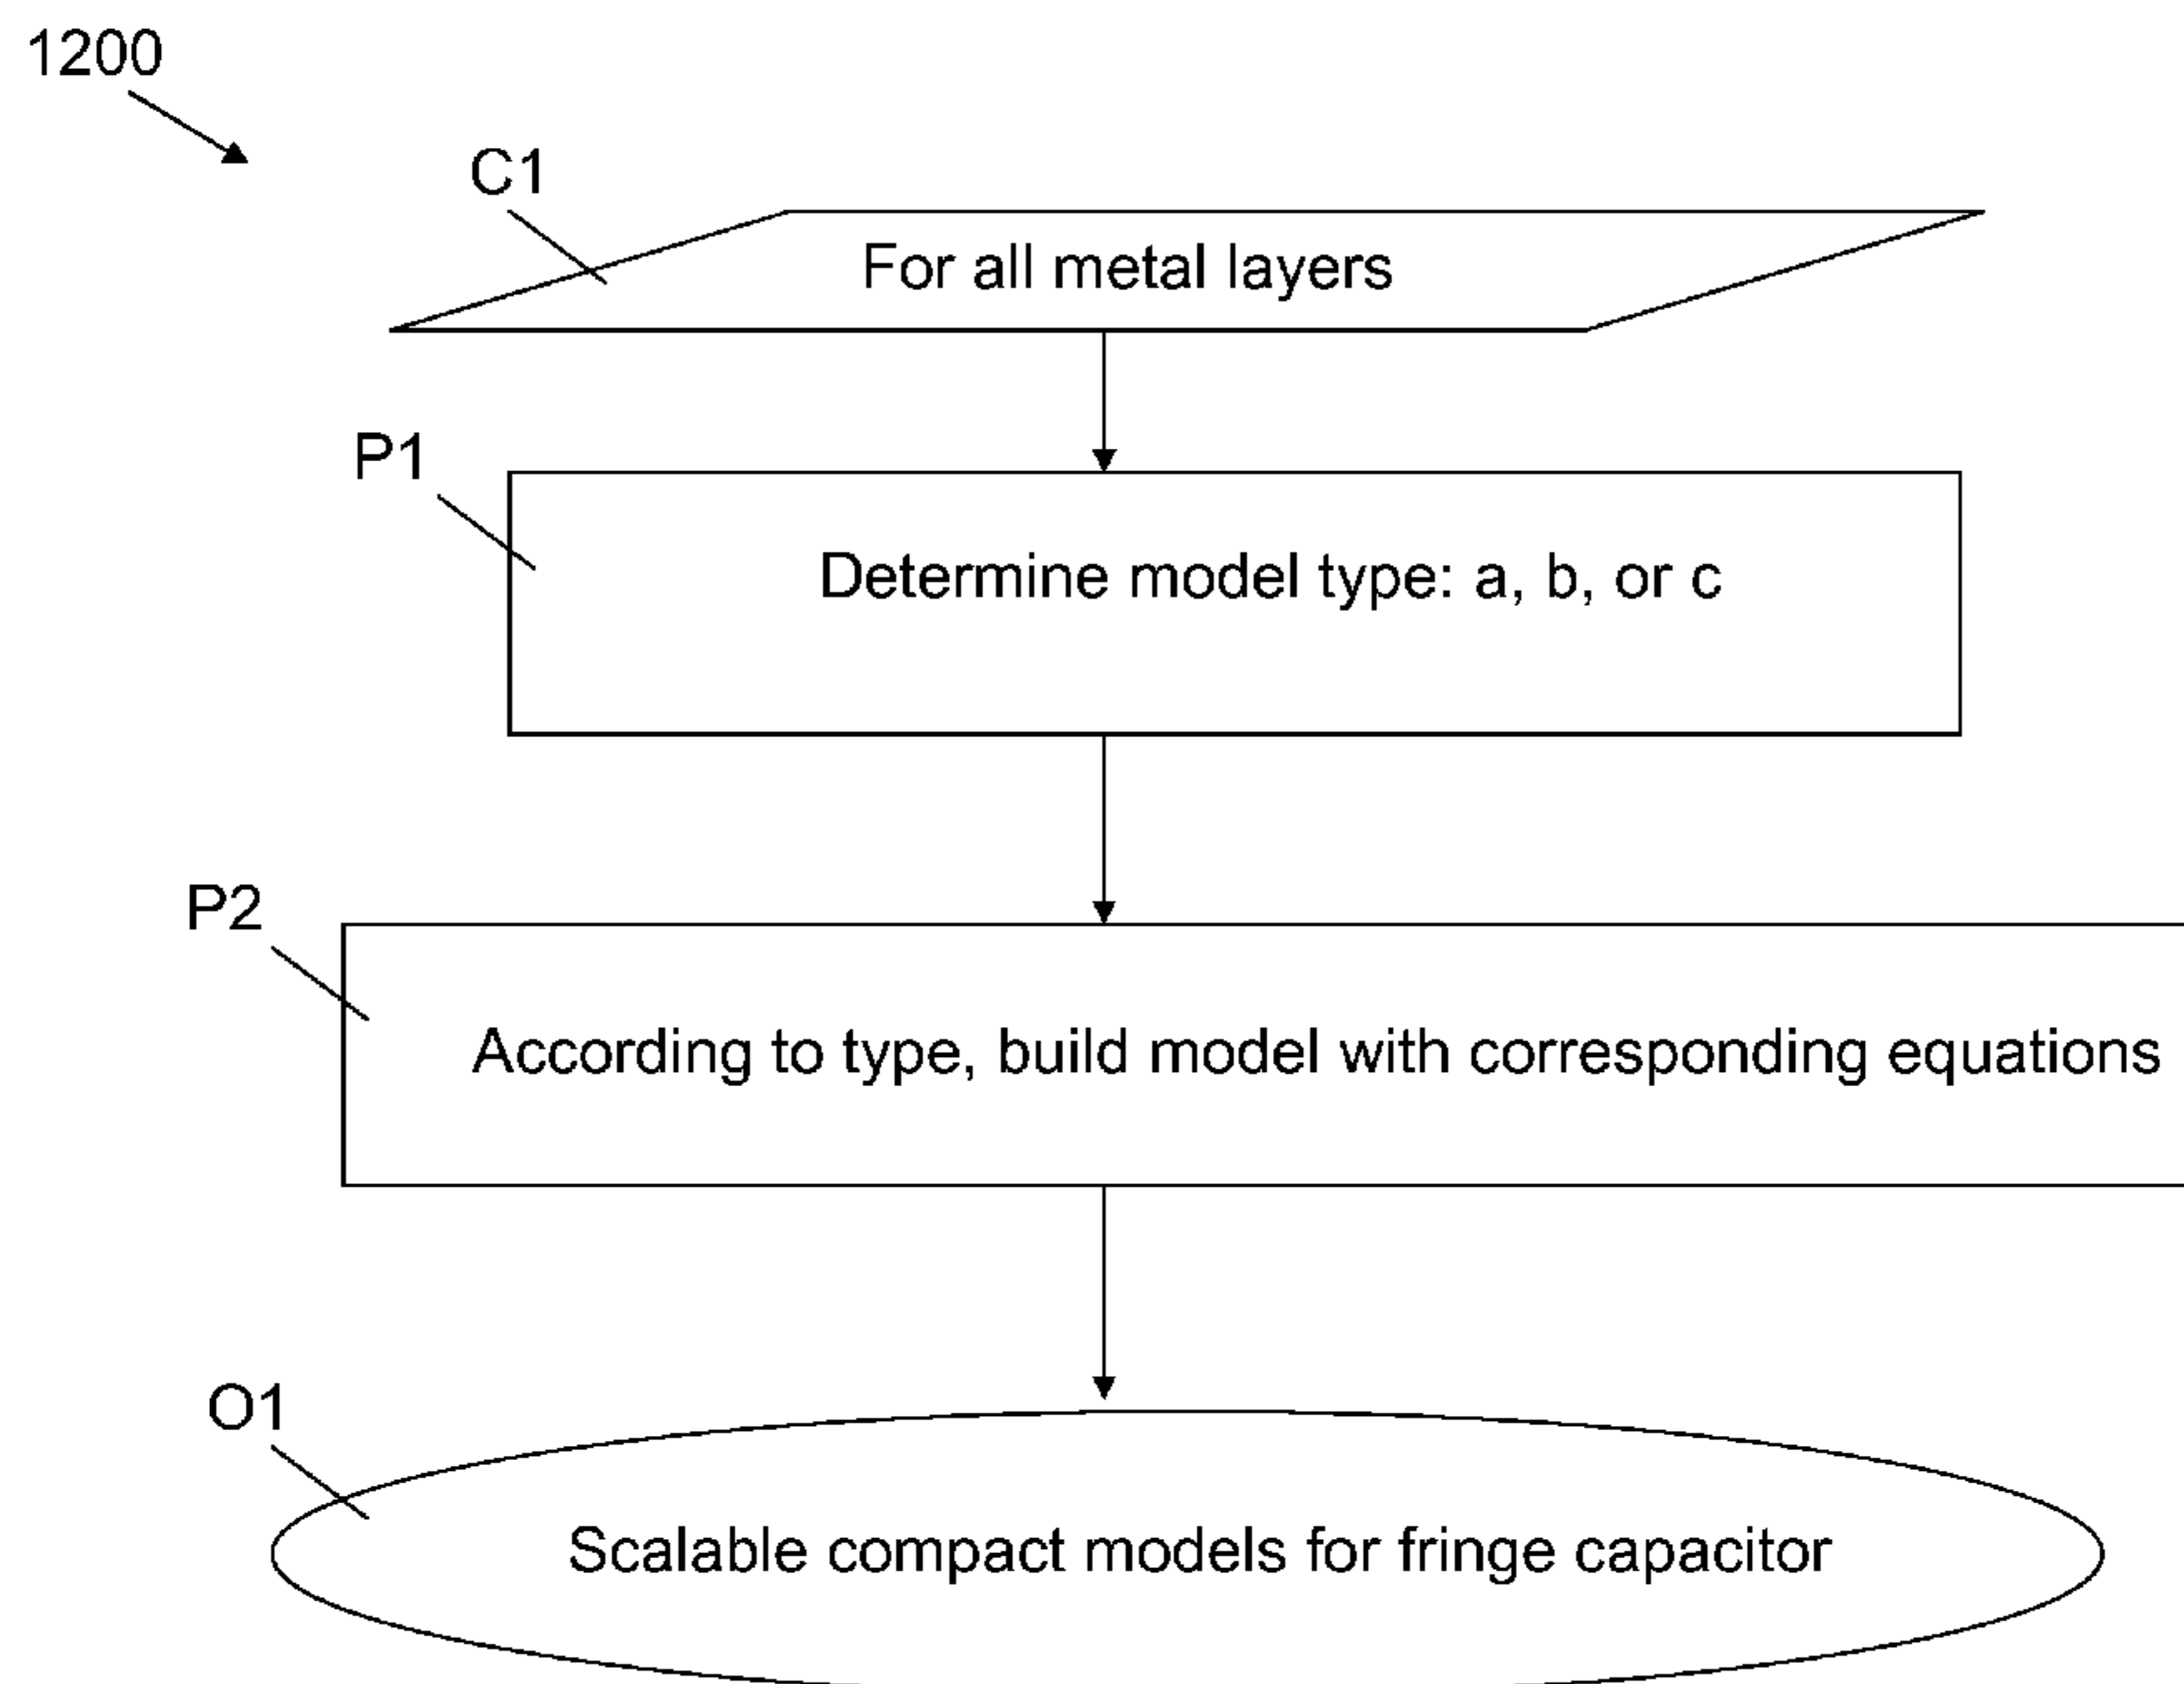 1200
C1
For all metal layers
P1
Determine model type: a, b, or c
P2
According to type, build model with corresponding equations
O1
Scalable compact models for fringe capacitor